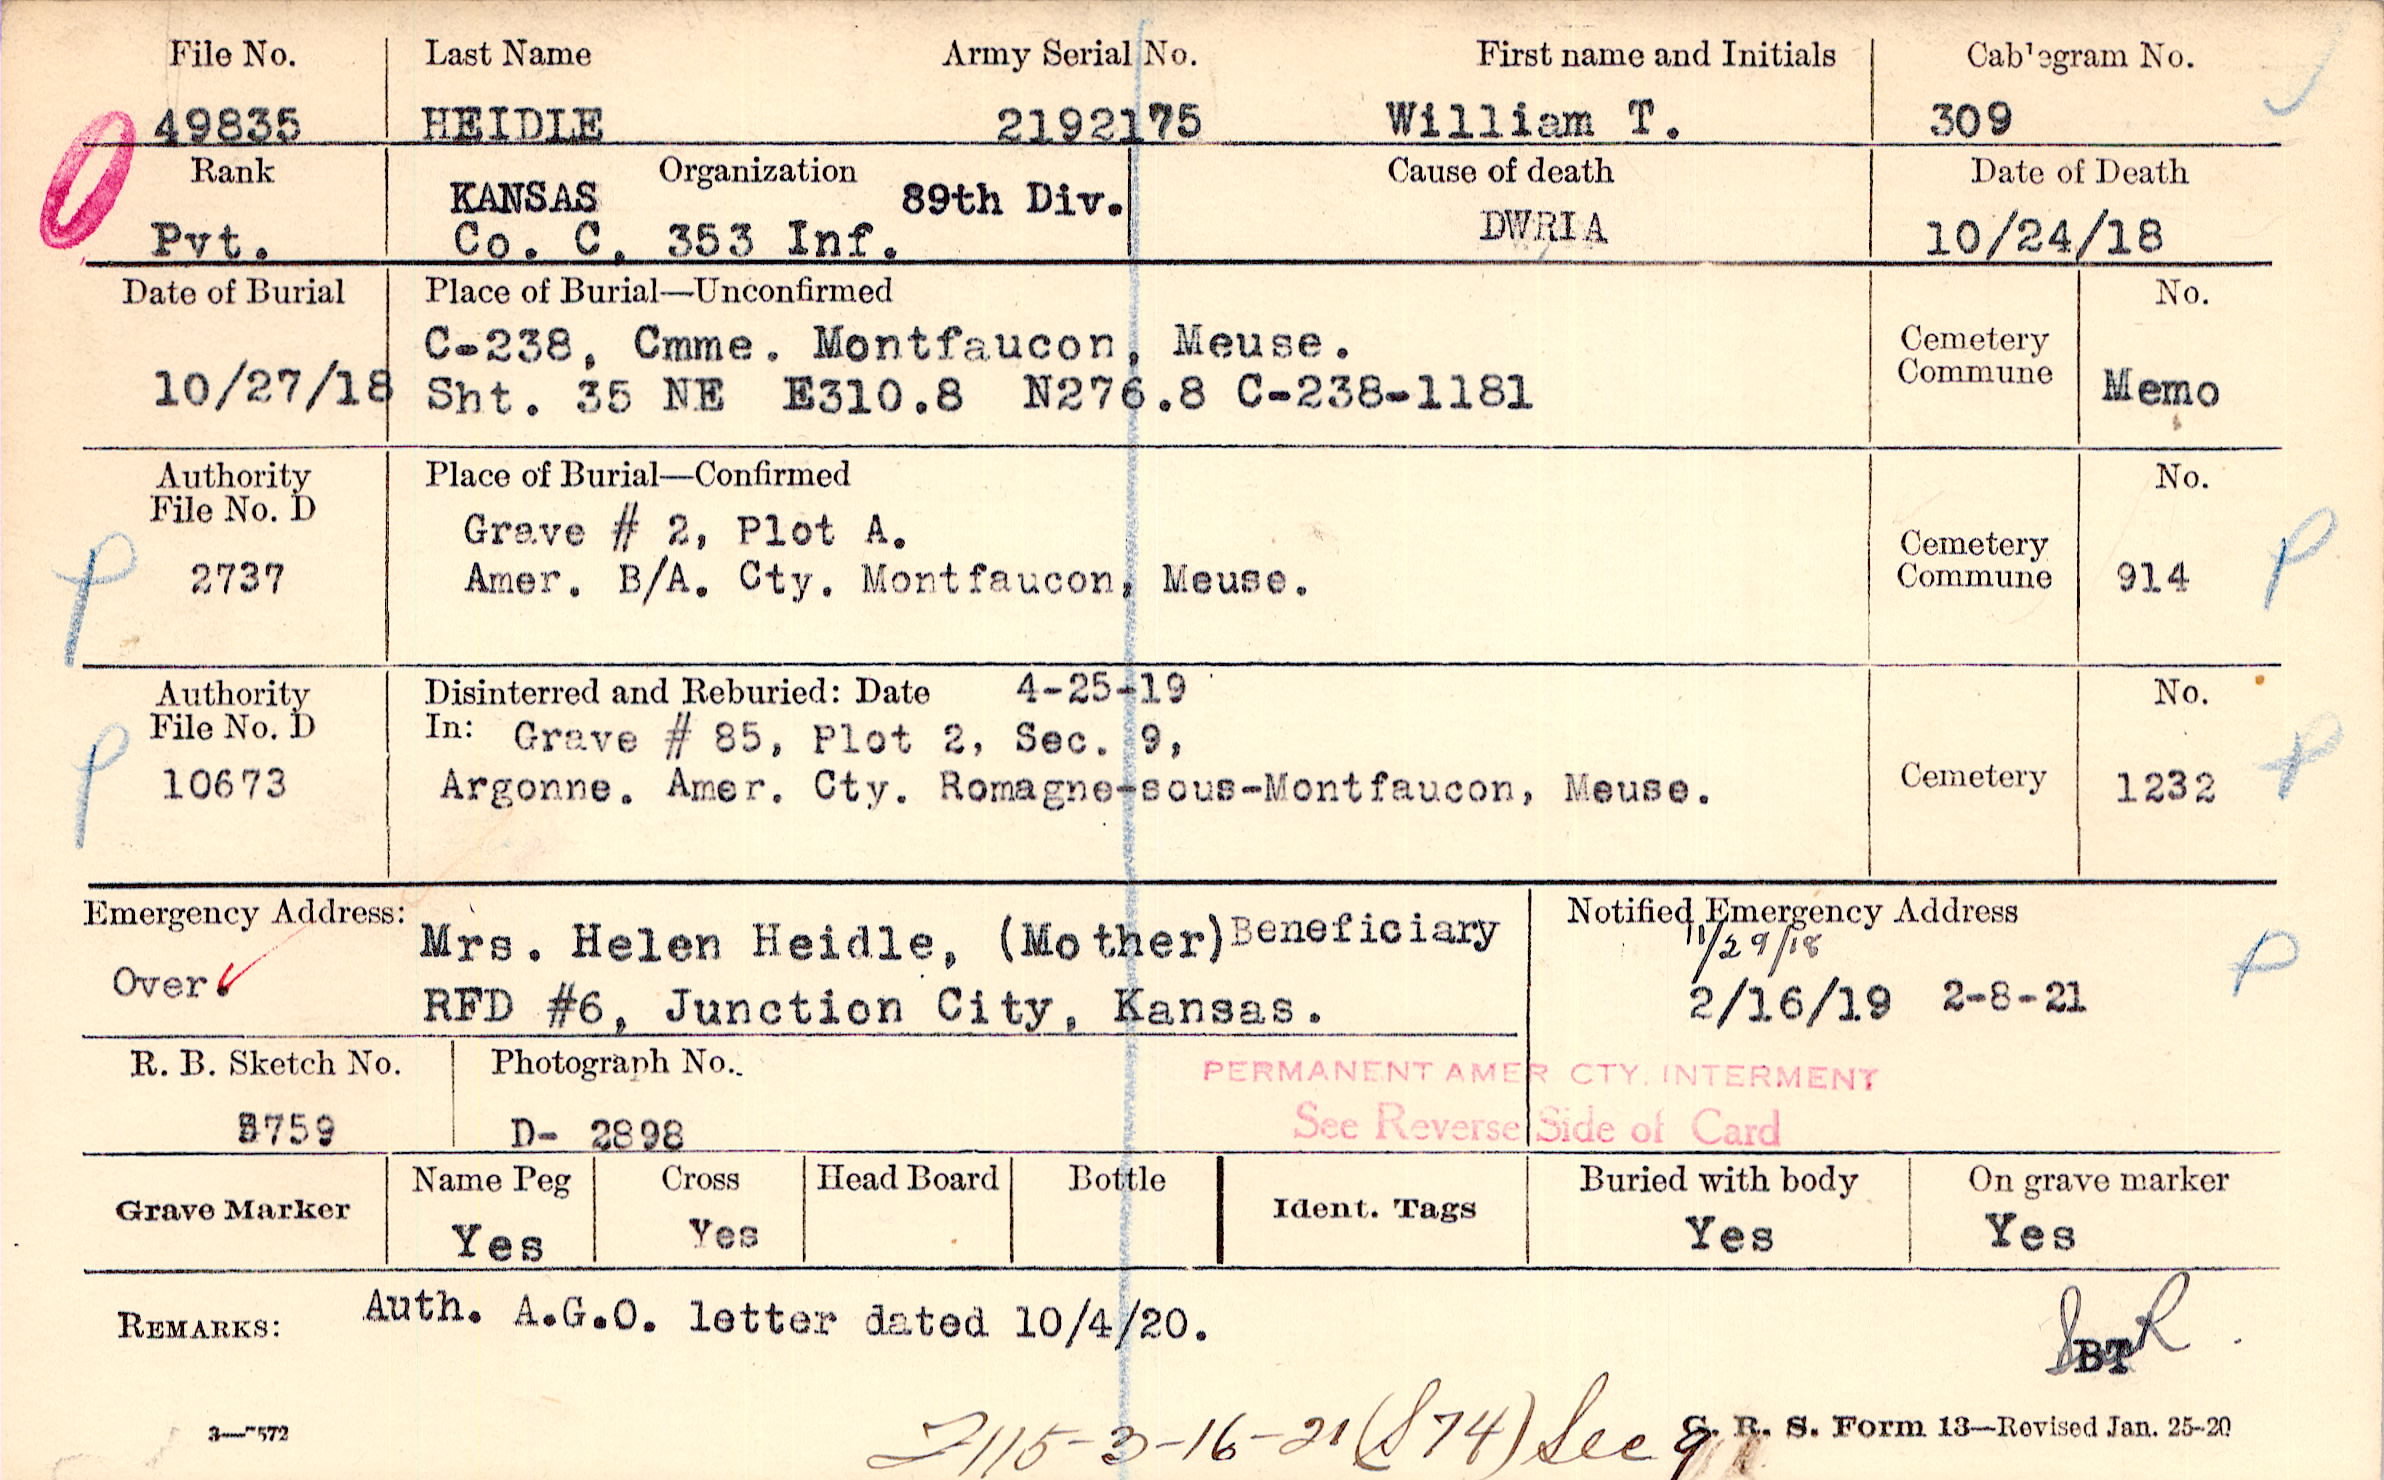 File No. Last Name Army Serial No. First name and Initials Cablegram No.
49835 HEIDLE 2192175 William T. 309
Rank Organization Cause of death Date of Death
KANSAS 89th Div.
Pvt. Co. C, 353 Inf. DWRIA 10/24/18
Date of Burial Place of Burial—Unconfirmed No.
C-238, Cmme. Montfaucon, Meuse. Cemetery
10/27/18 Sht. 35 NE E310.8 N276.8 C-238-1181 Commune Memo
Authority Place of Burial—Confirmed No.
File No. D
Grave # 2, Plot A. Cemetery
2737 Amer. B/A. Cty. Montfaucon, Meuse. Commune 914
P P
Authority Disinterred and Reburied: Date 4-25-19 No.
File No. D In: Grave # 85, Plot 2, Sec. 9,
10673 Argonne. Amer. Cty. Romagne-sous-Montfaucon, Meuse. Cemetery 1232
P P
Emergency Address: Mrs. Helen Heidle, (Mother) Beneficiary Notified Emergency Address
11/29/18
Over. RFD #6, Junction City, Kansas. 2/16/19 2-8-21
P
R. B. Sketch No. Photograph No.
PERMANENT AMER CTY. INTERMENT
3759 D- 2898 See Reverse Side of Card
Grave Marker Name Peg Cross Head Board Bottle Ident. Tags Buried with body On grave marker
Yes Yes Yes Yes
REMARKS: Auth. A.G.O. letter dated 10/4/20.
BT
3-16-21 (S74) See
3—7572 G. R. S. Form 13—Revised Jan. 25-20